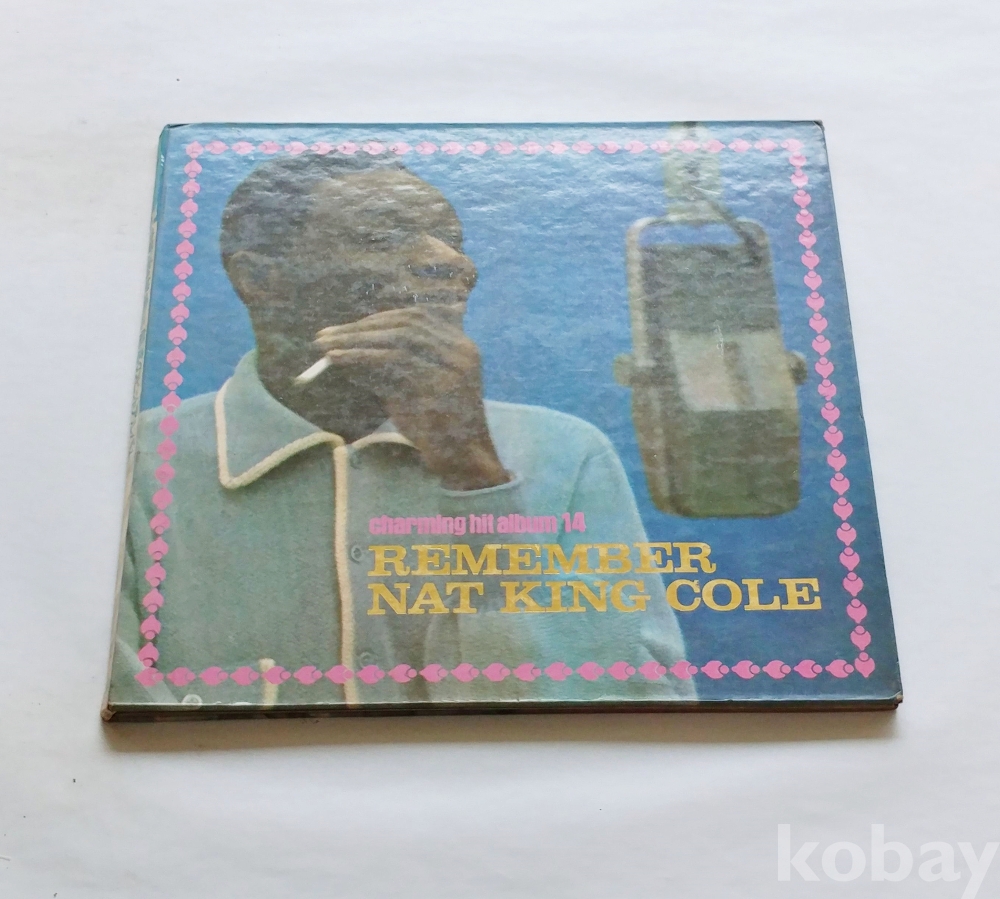 charming hit album '14
REMEMBER
NAT KING COLE
kobay